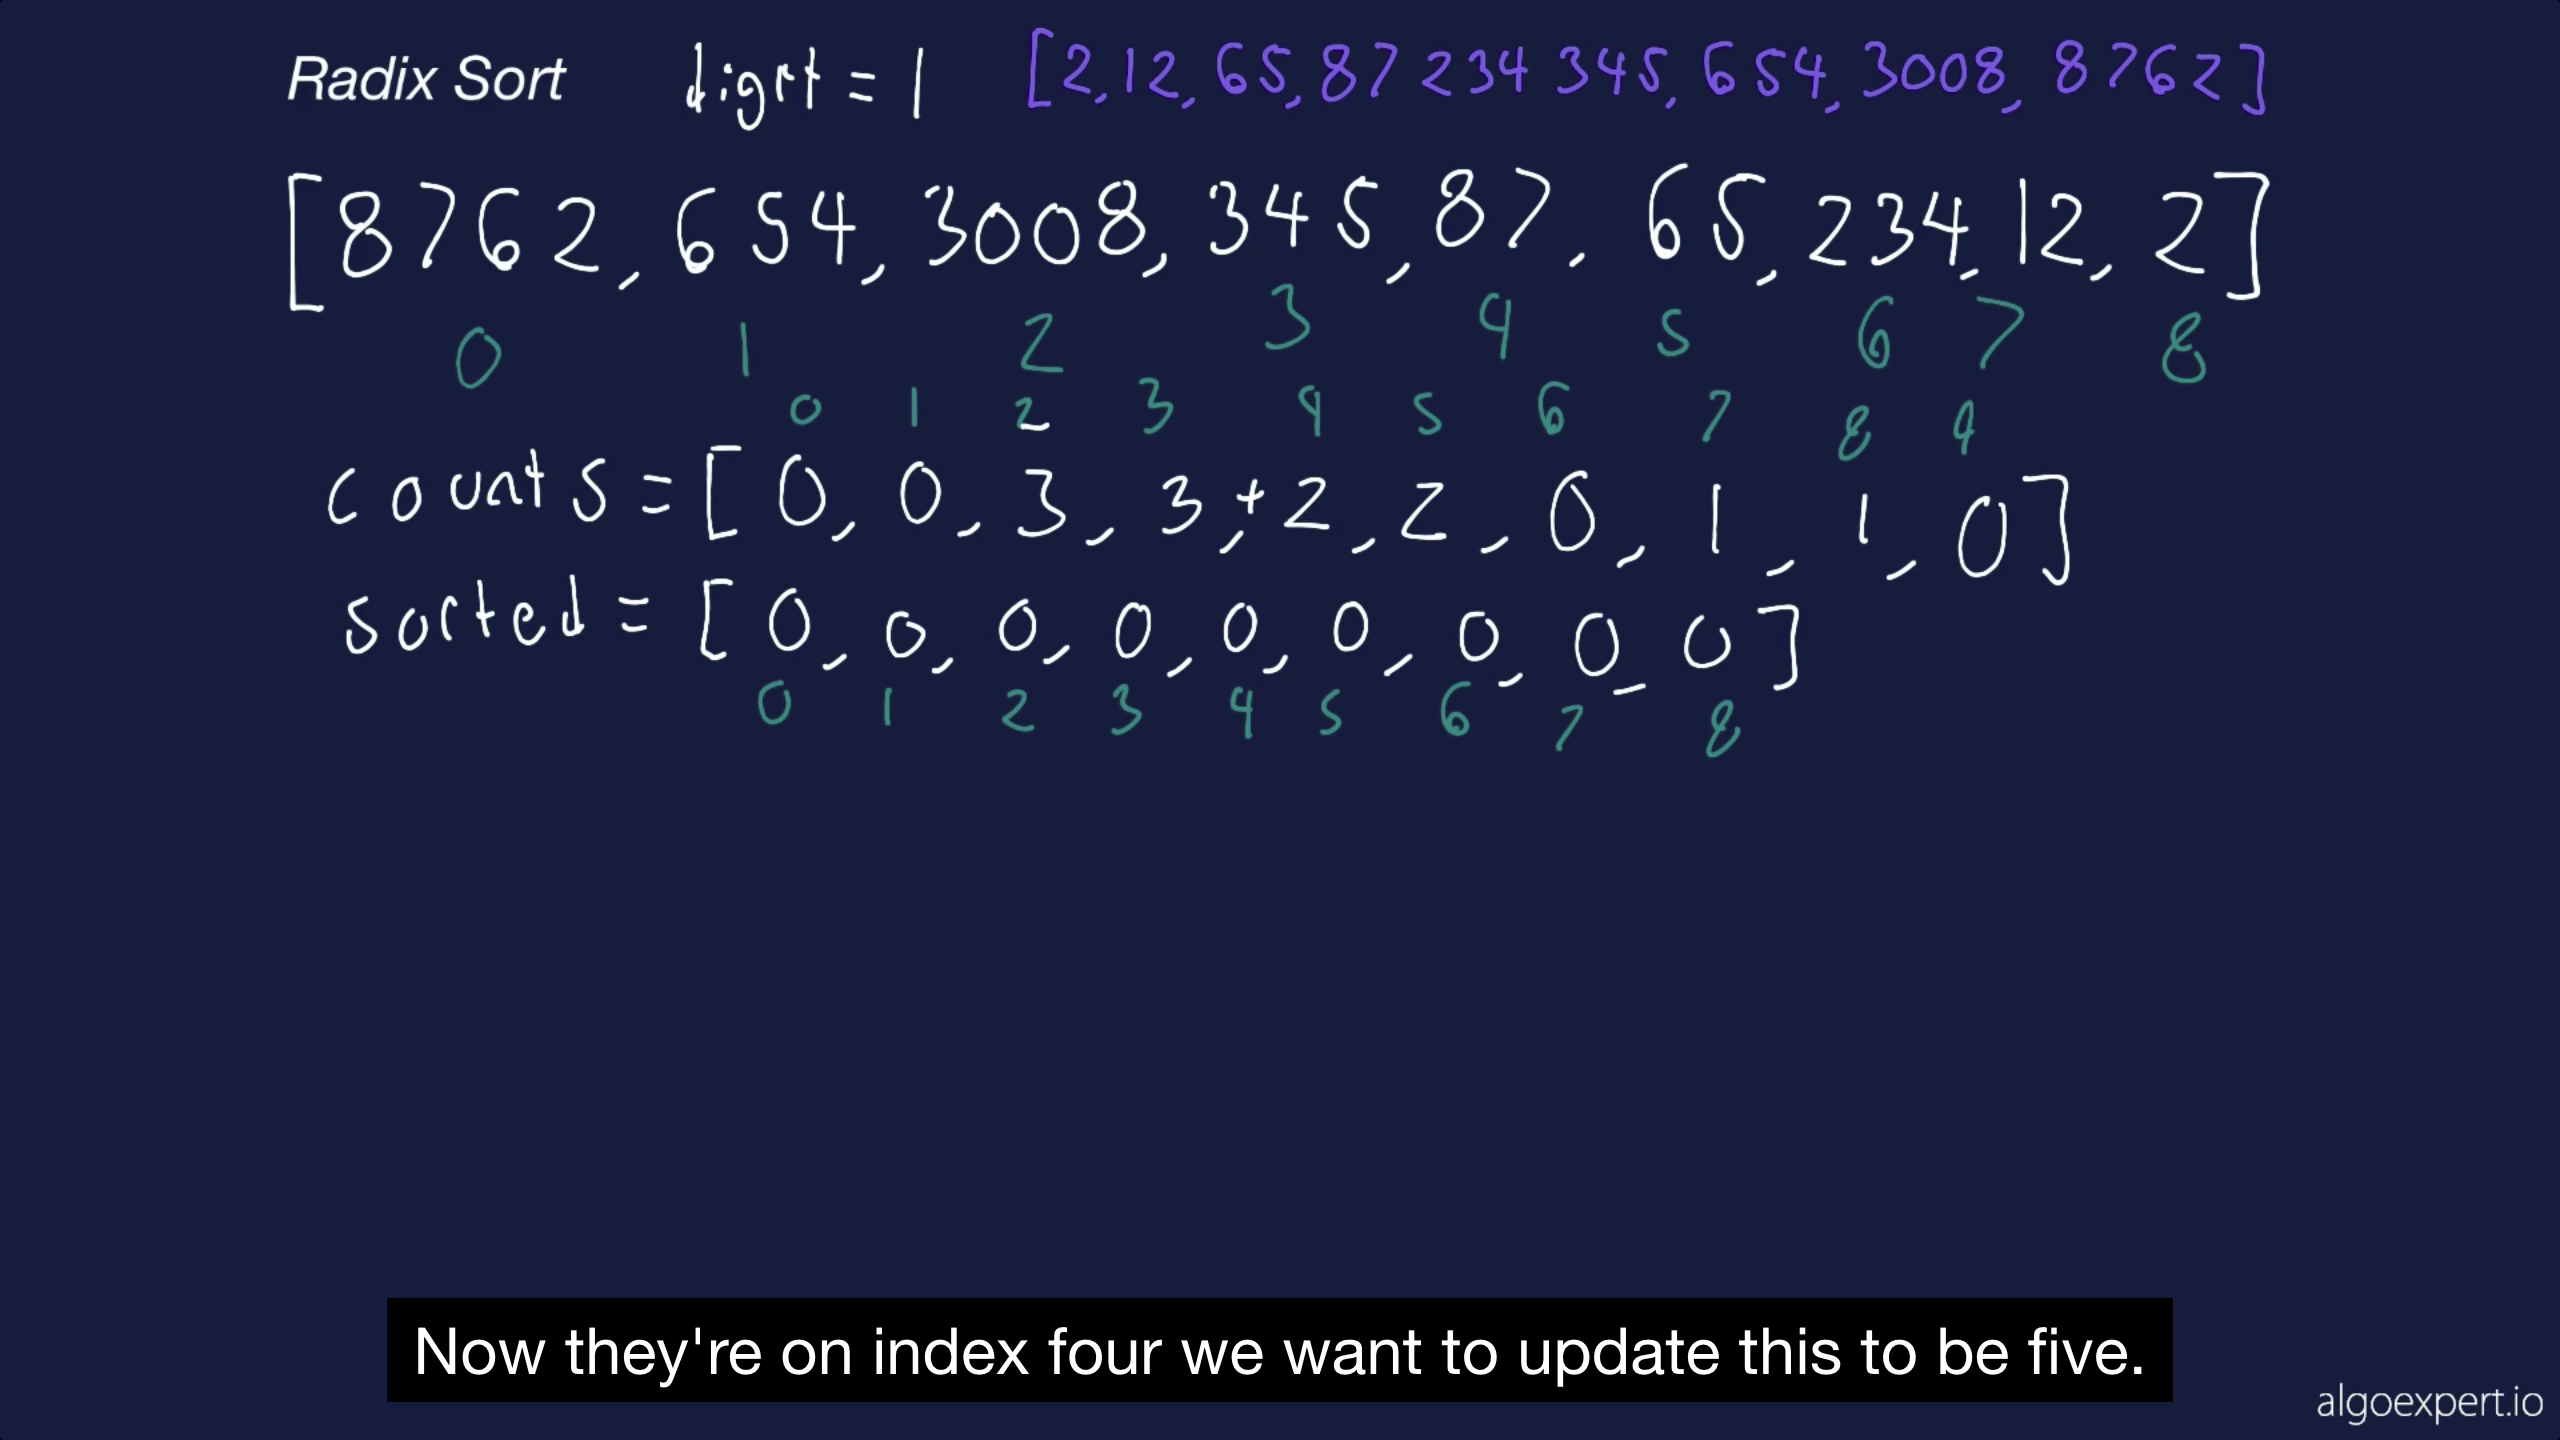 Radix Sort digit = 1 [2, 12, 65, 87 234 345, 654, 3008, 8762]
[8762, 654, 3008, 345, 87, 65, 234, 12, 2]
0 1 2 3 4 5 6 7 8
0 1 2 3 4 5 6 7 8 9
counts = [0, 0, 3, 3, +2, 2, 0, 1, 1, 0]
sorted = [0, 0, 0, 0, 0, 0, 0, 0, 0]
0 1 2 3 4 5 6 7 8
Now they're on index four we want to update this to be five.
algoexpert.io